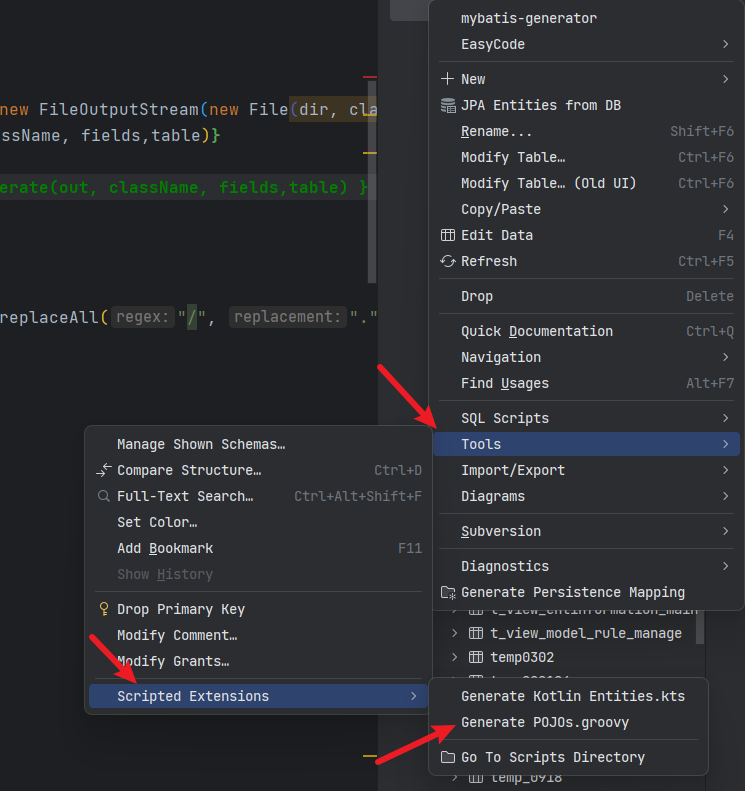 new FileOutputStream(new File(dir, cla
ssName, fields,table)}
erate(out, className, fields,table) }
replaceAll( regex: "/", replacement: "."
mybatis-generator
EasyCode
New
JPA Entities from DB
Rename... Shift+F6
Modify Table… Ctrl+F6
Modify Table… (Old UI) Ctrl+F6
Copy/Paste
Edit Data F4
Refresh Ctrl+F5
Drop Delete
Quick Documentation Ctrl+Q
Navigation
Find Usages Alt+F7
SQL Scripts
Tools
Import/Export
Diagrams
Subversion
Diagnostics
Generate Persistence Mapping
Manage Shown Schemas…
Compare Structure… Ctrl+D
Full-Text Search… Ctrl+Alt+Shift+F
Set Color…
Add Bookmark F11
Show History
Drop Primary Key
Modify Comment…
Modify Grants…
Scripted Extensions
t_view_model_rule_manage
temp0302
Generate Kotlin Entities.kts
Generate POJOs.groovy
Go To Scripts Directory
temp_0918